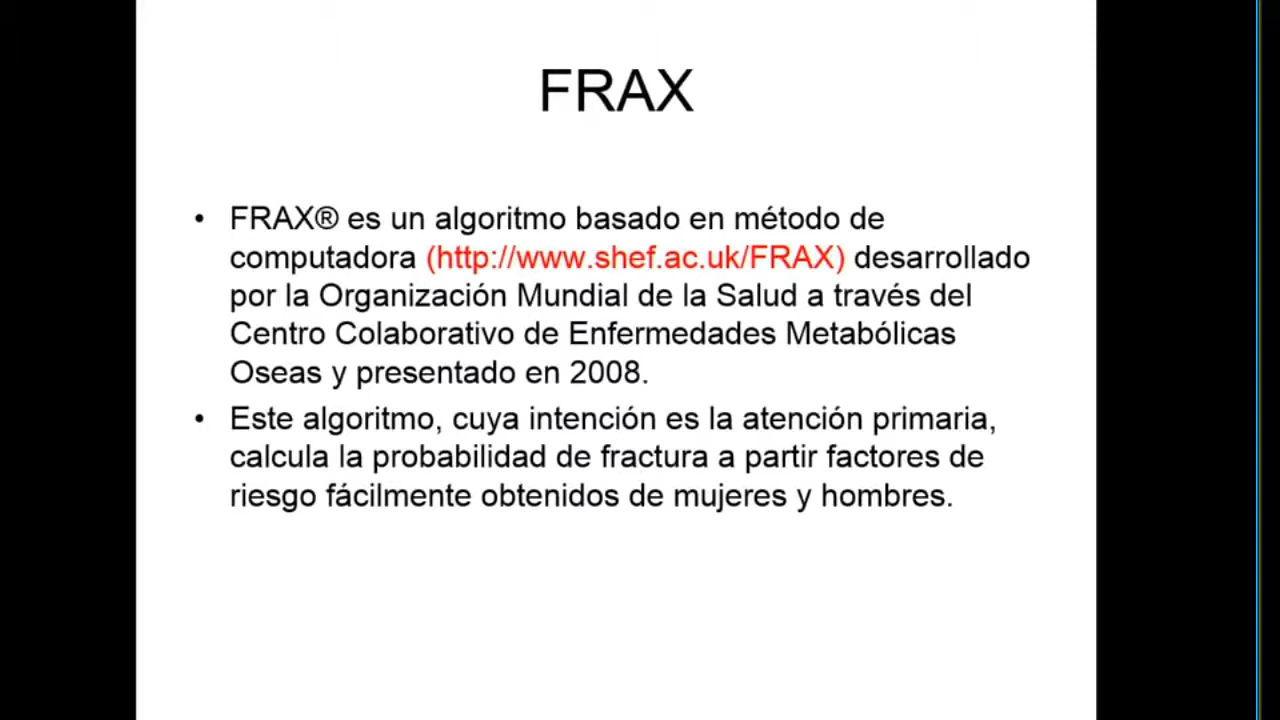 FRAX
• FRAX® es un algoritmo basado en método de
computadora (http://www.shef.ac.uk/FRAX) desarrollado
por la Organización Mundial de la Salud a través del
Centro Colaborativo de Enfermedades Metabólicas
Oseas y presentado en 2008.
• Este algoritmo, cuya intención es la atención primaria,
calcula la probabilidad de fractura a partir factores de
riesgo fácilmente obtenidos de mujeres y hombres.